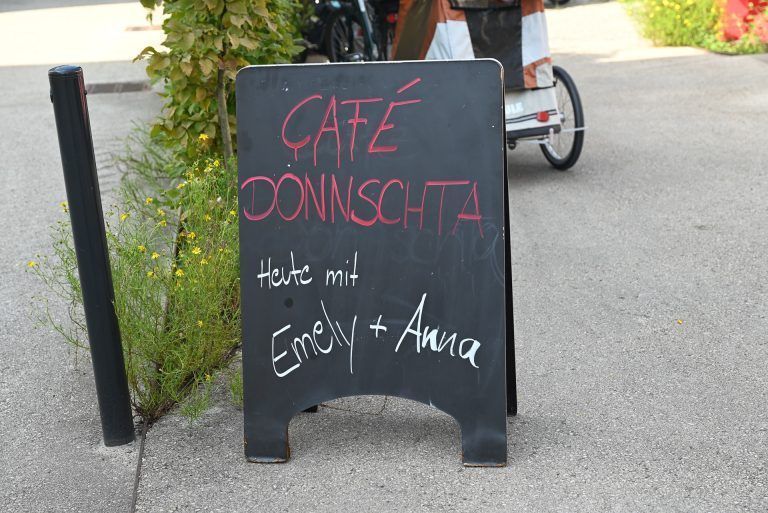 CAFÉ
DONNSCHTA
Heute mit
Emely + Anna